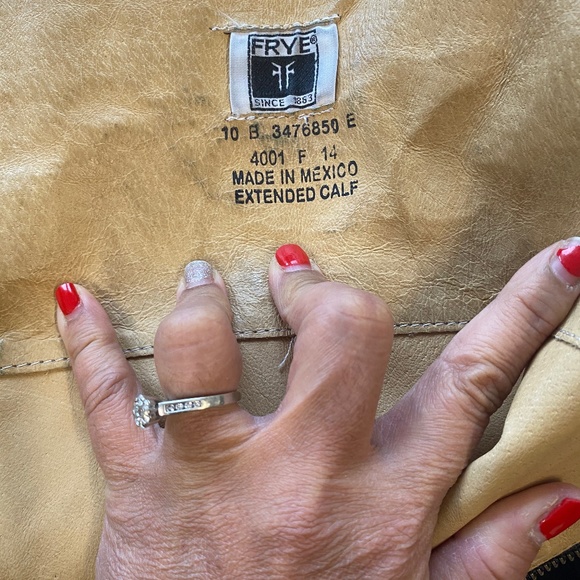 FRYE®
SINCE 1863
10 B 3476850 E
4001 F 14
MADE IN MEXICO
EXTENDED CALF